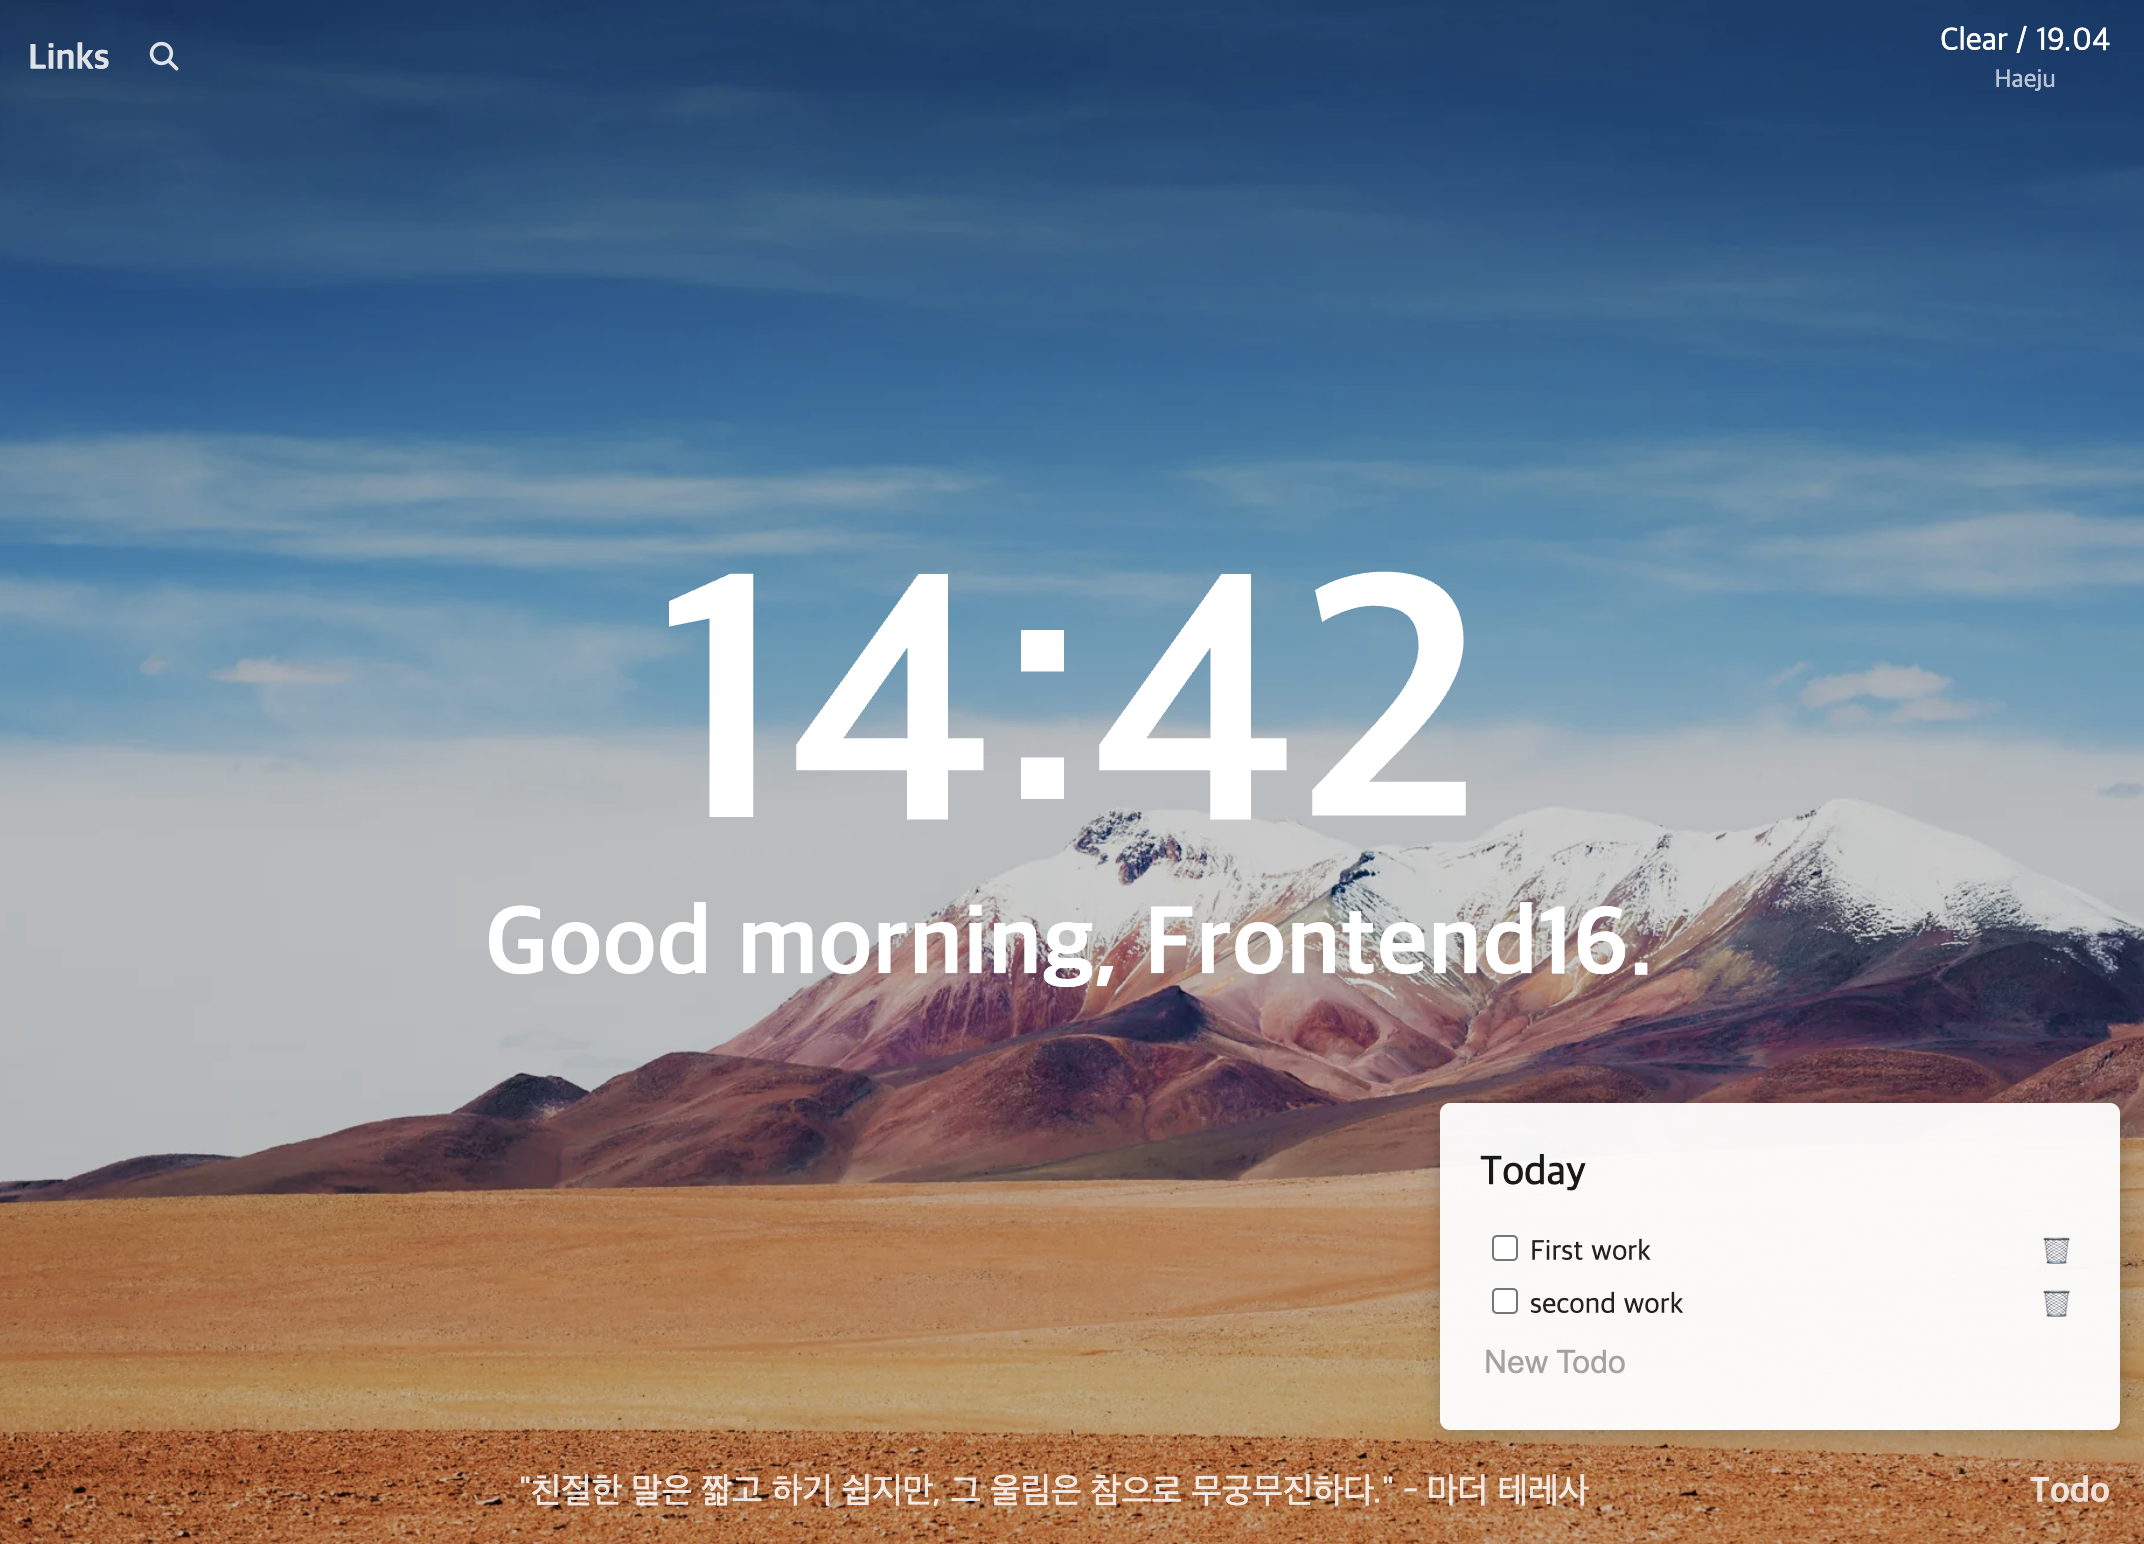 Links
Clear / 19.04
Haeju
14:42
Good morning, Frontend16.
Today
First work
second work
New Todo
"친절한 말은 짧고 하기 쉽지만, 그 울림은 참으로 무궁무진하다." - 마더 테레사
Todo